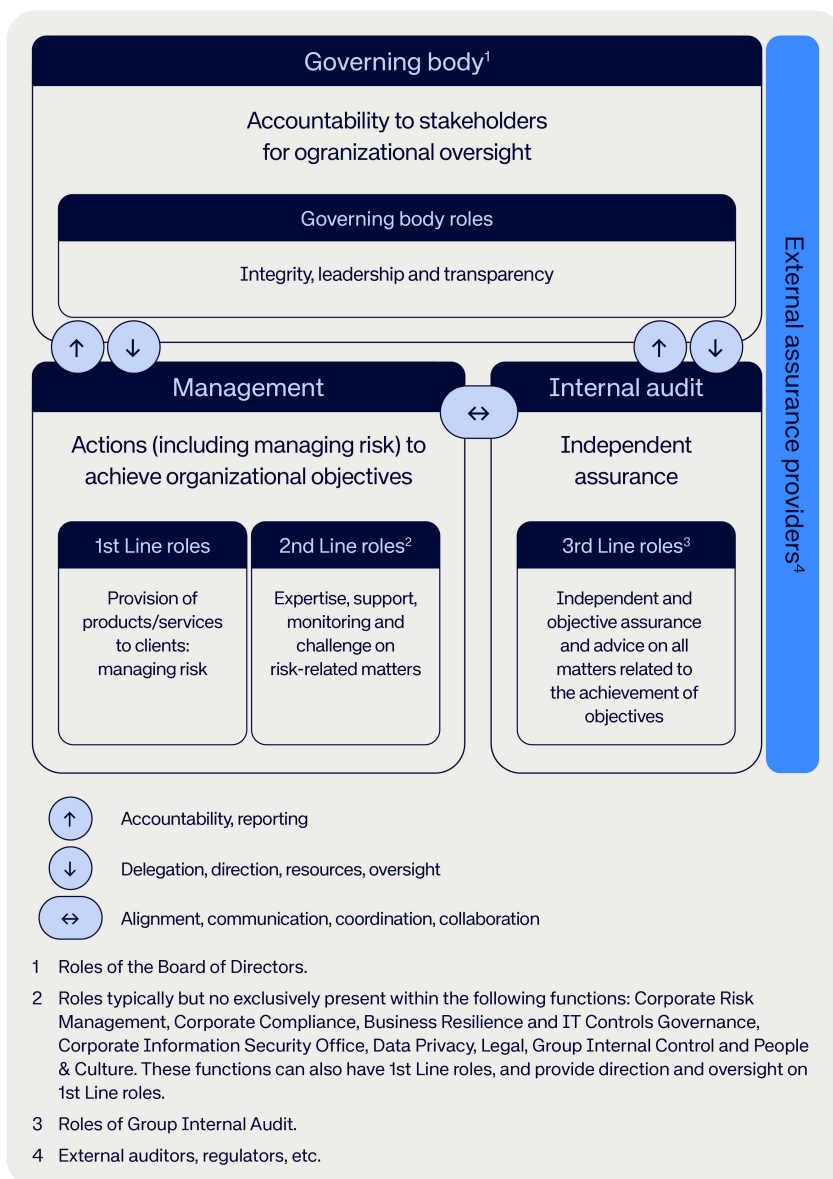 Governing body¹
Accountability to stakeholders
for ogranizational oversight
Governing body roles
Integrity, leadership and transparency
↑ ↓
↑ ↓
Management
↔
Internal audit
Actions (including managing risk) to
achieve organizational objectives
Independent
assurance
1st Line roles
Provision of
products/services
to clients:
managing risk
2nd Line roles²
Expertise, support,
monitoring and
challenge on
risk-related matters
3rd Line roles³
Independent and
objective assurance
and advice on all
matters related to
the achievement of
objectives
External assurance providers⁴
↑ Accountability, reporting
↓ Delegation, direction, resources, oversight
↔ Alignment, communication, coordination, collaboration
1 Roles of the Board of Directors.
2 Roles typically but no exclusively present within the following functions: Corporate Risk
Management, Corporate Compliance, Business Resilience and IT Controls Governance,
Corporate Information Security Office, Data Privacy, Legal, Group Internal Control and People
& Culture. These functions can also have 1st Line roles, and provide direction and oversight on
1st Line roles.
3 Roles of Group Internal Audit.
4 External auditors, regulators, etc.